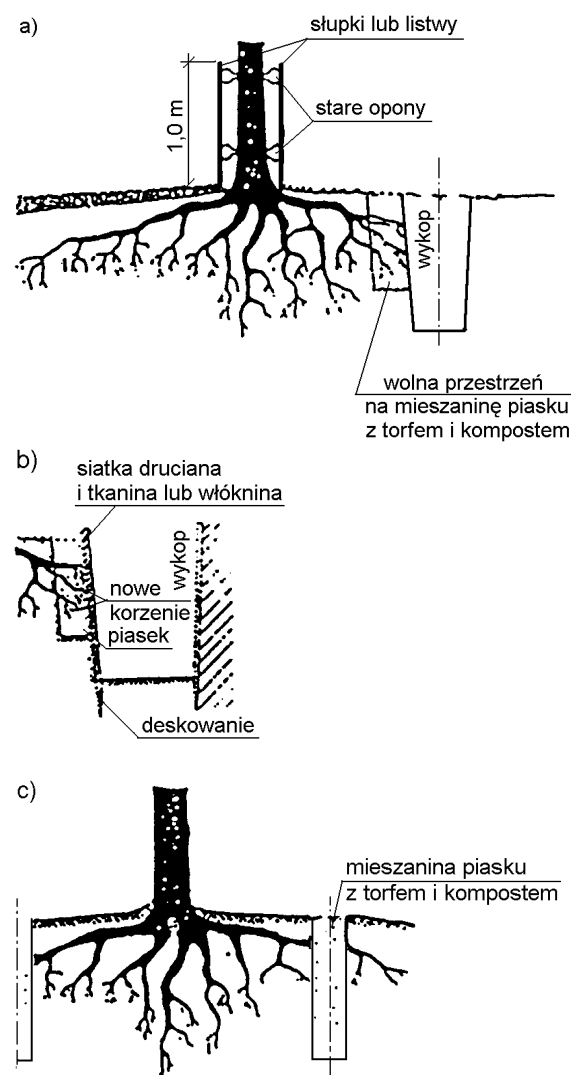 a)
słupki lub listwy
1,0 m
stare opony
wykop
wolna przestrzeń
na mieszaninę piasku
z torfem i kompostem
b)
siatka druciana
i tkanina lub włóknina
wykop
nowe
korzenie
piasek
deskowanie
c)
mieszanina piasku
z torfem i kompostem